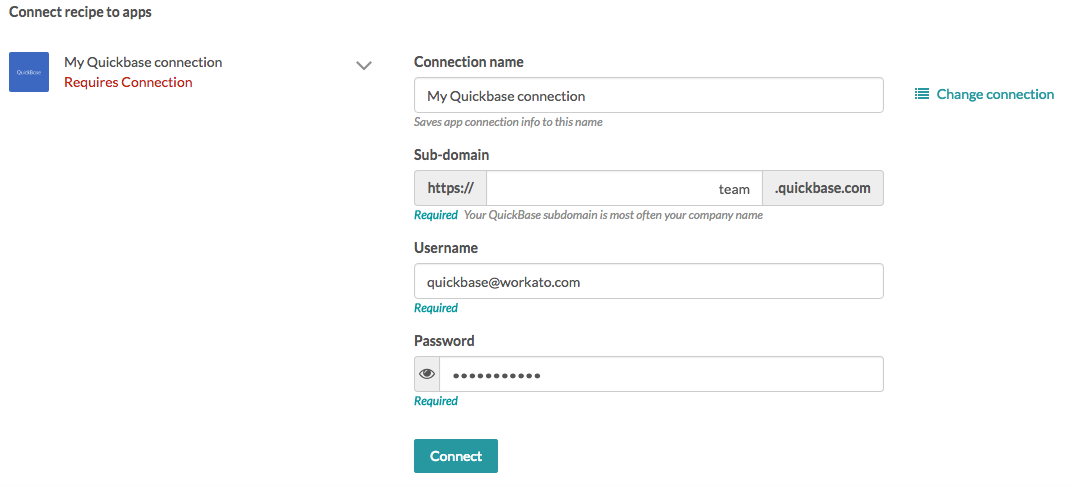 Connect recipe to apps
QuickBase
My Quickbase connection
Requires Connection
Connection name
My Quickbase connection
Change connection
Saves app connection info to this name
Sub-domain
https:// team .quickbase.com
Required Your QuickBase subdomain is most often your company name
Username
quickbase@workato.com
Required
Password
•••••••••••
Required
Connect